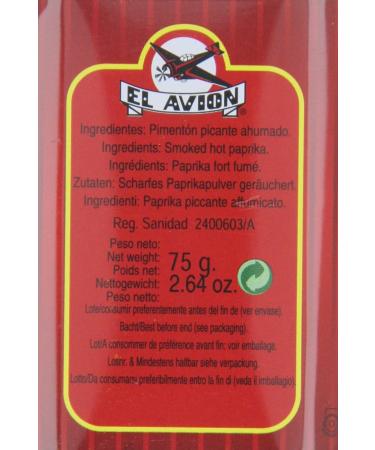 EL AVION®
Ingredientes: Pimentón picante ahumado.
Ingredients: Smoked hot paprika.
Ingrédients: Paprika fort fumé.
Zutaten: Scharfes Paprikapulver geräuchert.
Ingredienti: Paprika piccante affumicato.
Reg. Sanidad 2400603/A
Peso neto:
Net weight: 75 g.
Poids net:
Nettogewicht: 2.64 oz.
Peso netto:
Lote/consumir preferentemente antes del fin de (ver envase).
Bacht/Best before end (see packaging).
Lot/A consommer de préférence avant fin: voir emballage.
Losnr. & Mindestens haltbar siehe verpackung.
Lotto/Da consumarsi preferibilmente entro la fin di (veda il imballagio).